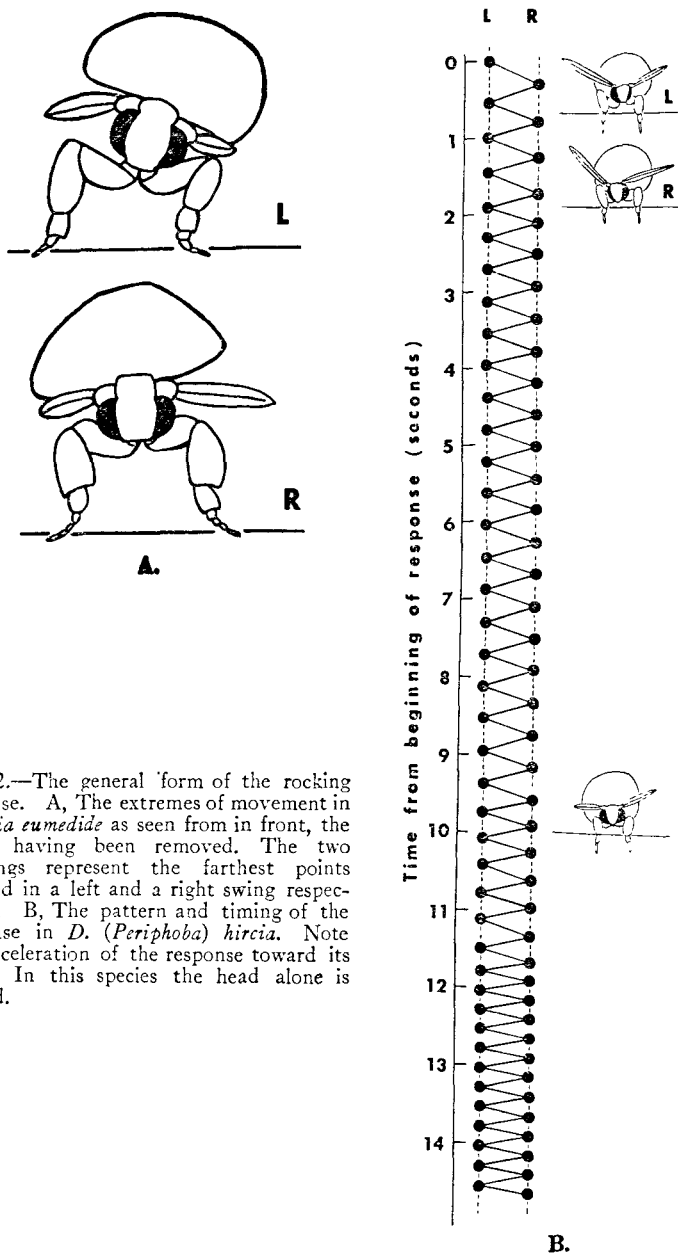 L
R
A.
2.—The general form of the rocking
se. A, The extremes of movement in
ia eumedide as seen from in front, the
having been removed. The two
ngs represent the farthest points
d in a left and a right swing respec-
B, The pattern and timing of the
se in D. (Periphoba) hircia. Note
celeration of the response toward its
In this species the head alone is
d.
L R
Time from beginning of response (seconds)
0
1
2
3
4
5
6
7
8
9
10
11
12
13
14
L
R
B.